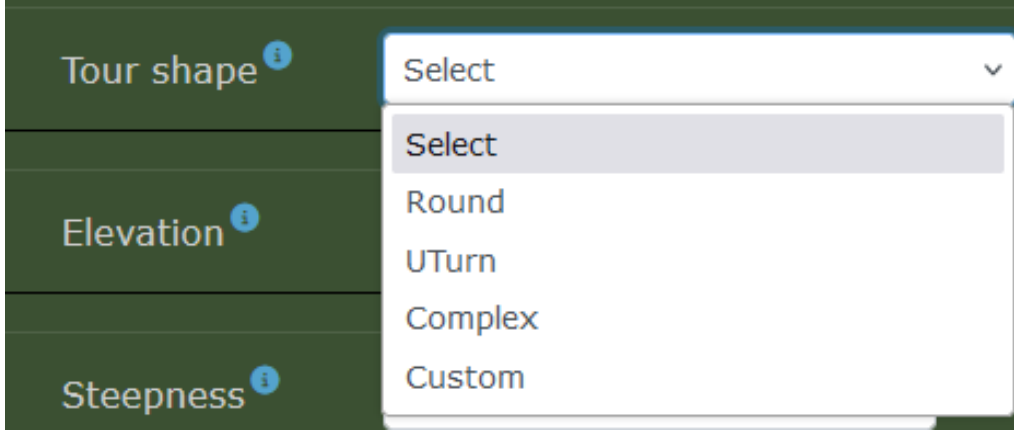 Tour shape
Select
Select
Round
Elevation
UTurn
Complex
Custom
Steepness